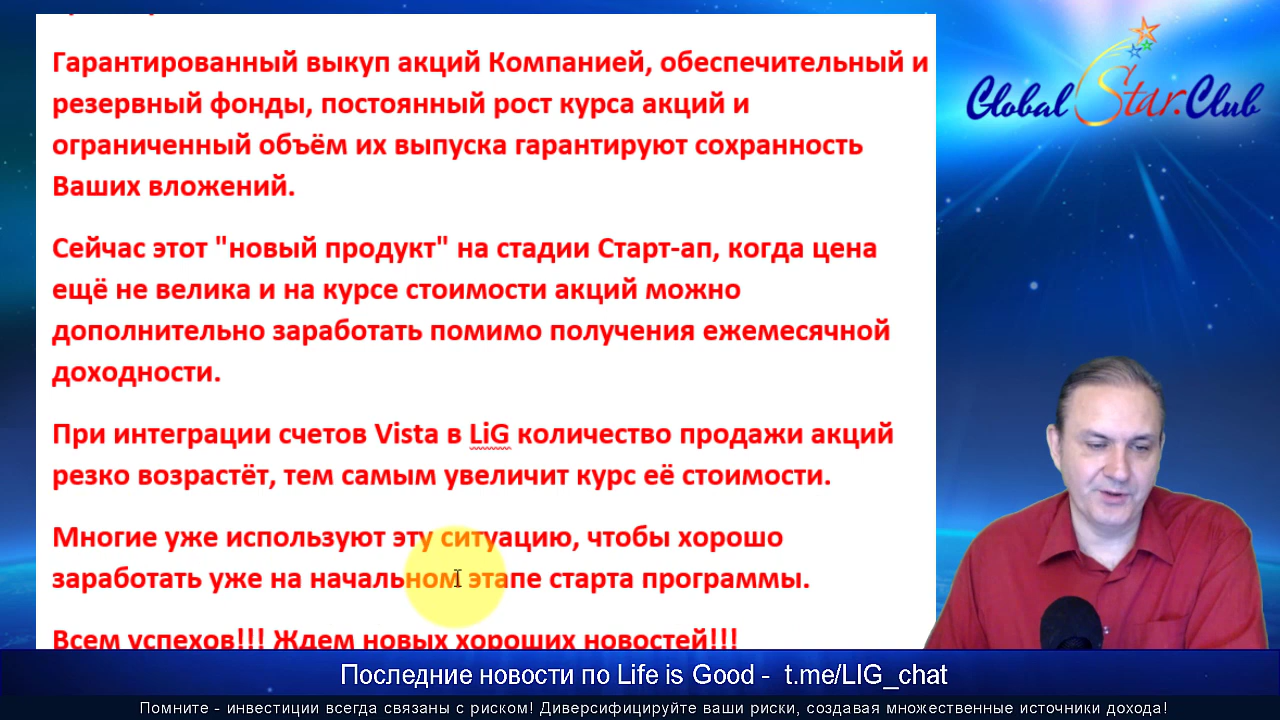 Гарантированный выкуп акций Компанией, обеспечительный и
резервный фонды, постоянный рост курса акций и
ограниченный объём их выпуска гарантируют сохранность
Ваших вложений.
Сейчас этот "новый продукт" на стадии Старт-ап, когда цена
ещё не велика и на курсе стоимости акций можно
дополнительно заработать помимо получения ежемесячной
доходности.
При интеграции счетов Vista в LiG количество продажи акций
резко возрастёт, тем самым увеличит курс её стоимости.
Многие уже используют эту ситуацию, чтобы хорошо
заработать уже на начальном этапе старта программы.
Всем успехов!!! Ждем новых хороших новостей!!!
Global Star.Club
Последние новости по Life is Good - t.me/LIG_chat
Помните - инвестиции всегда связаны с риском! Диверсифицируйте ваши риски, создавая множественные источники дохода!